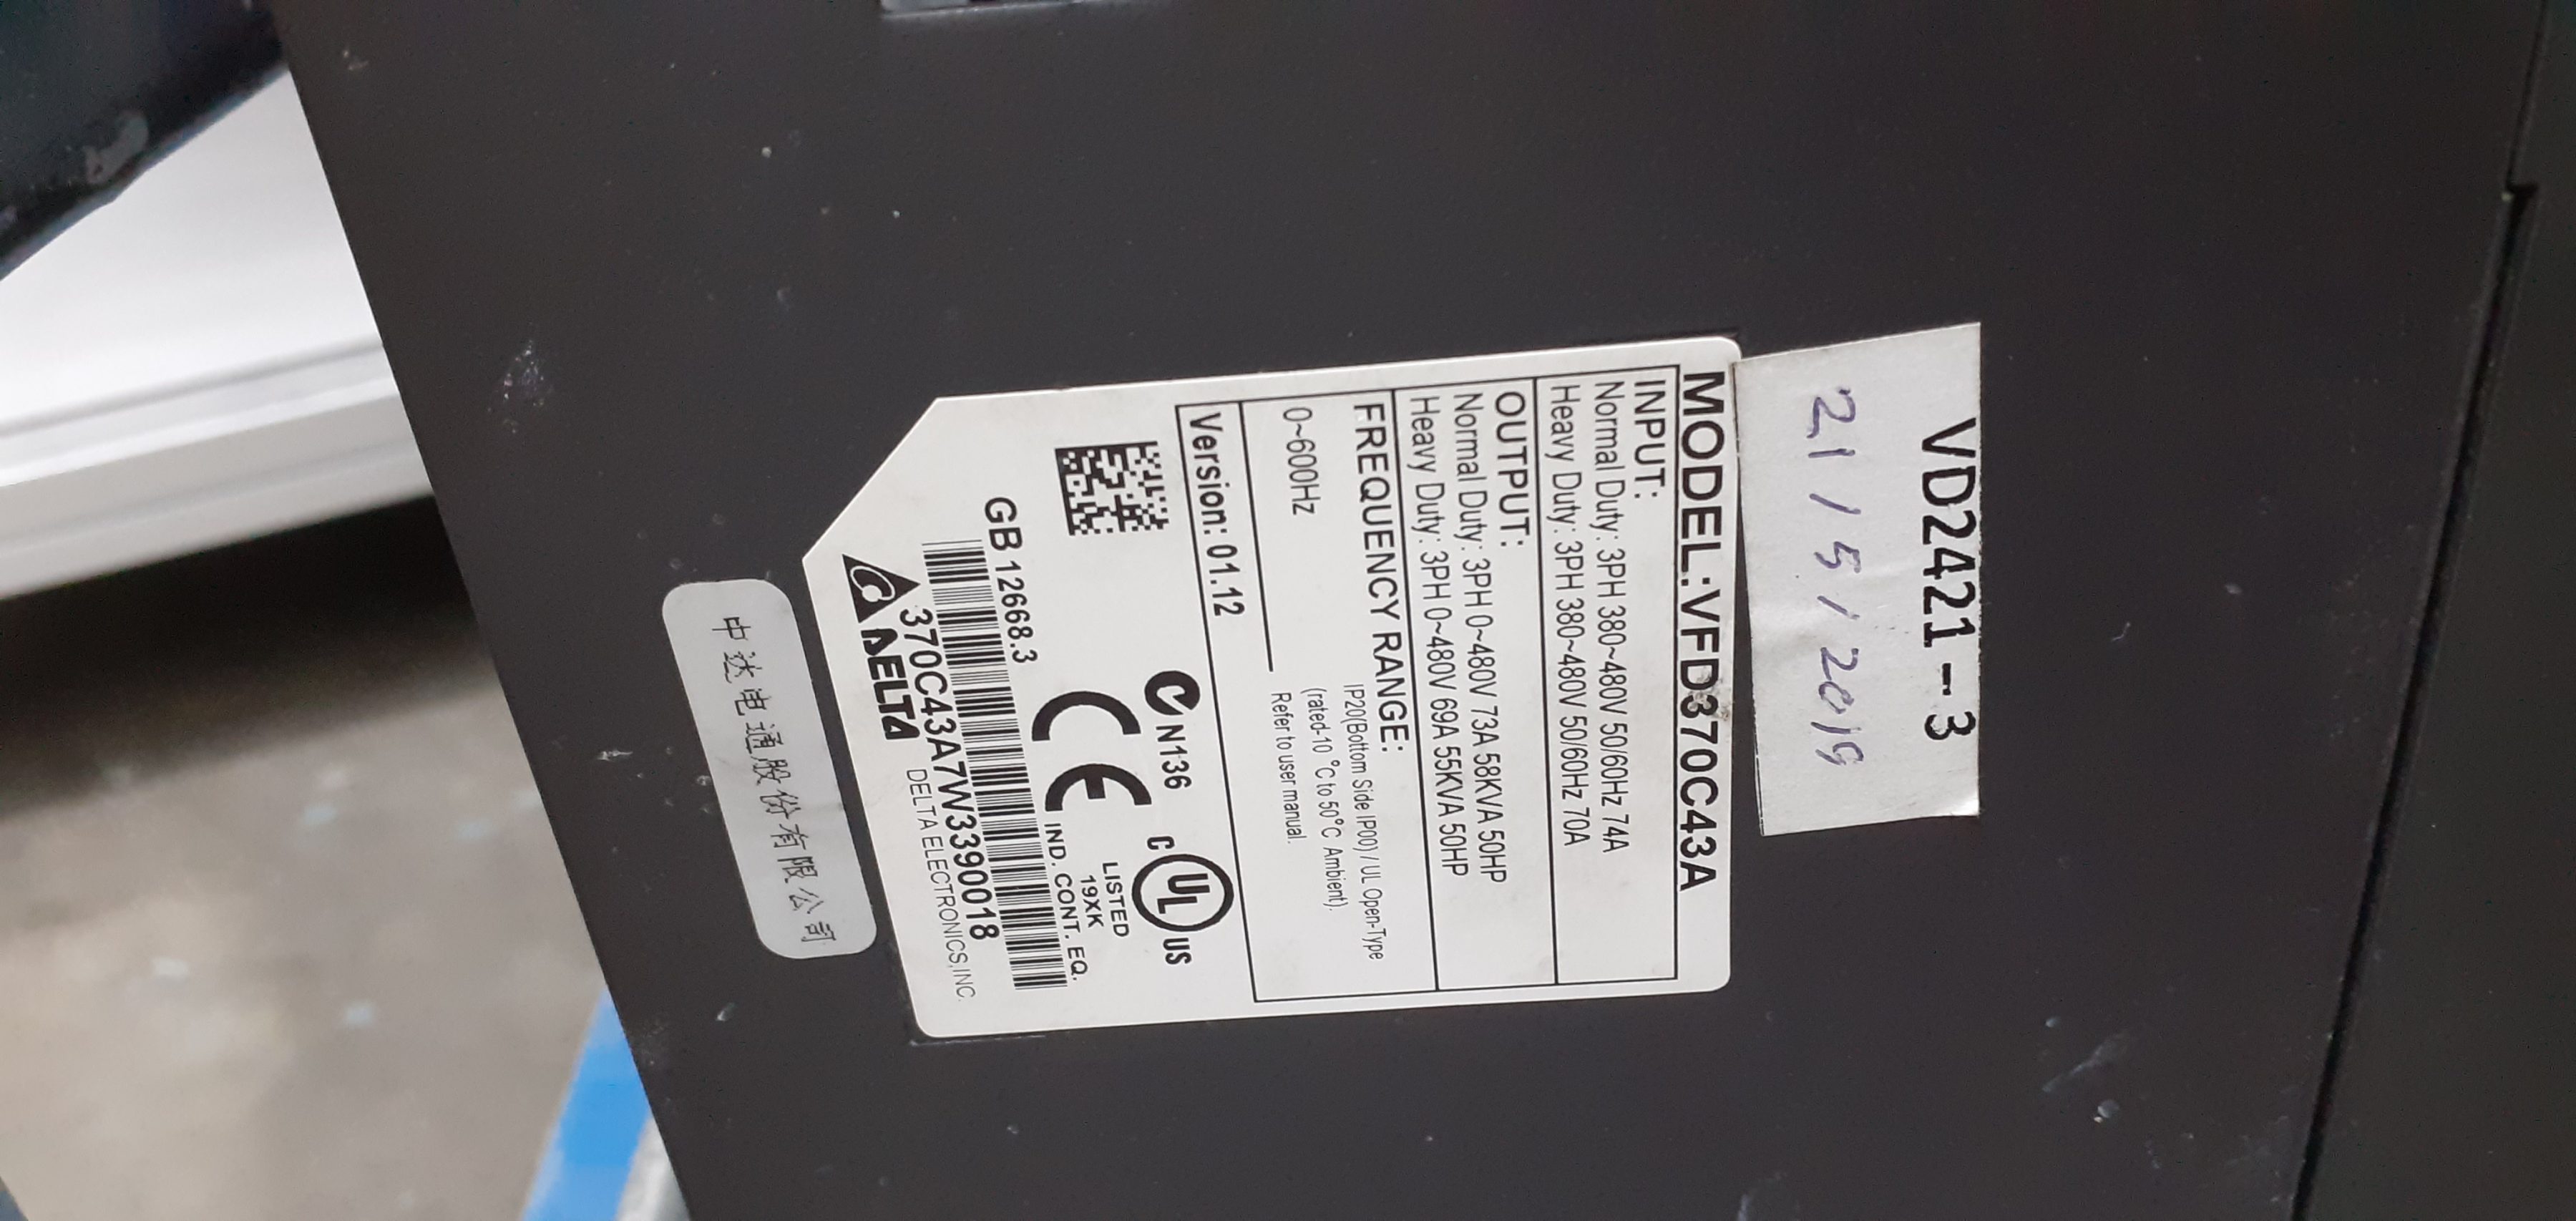 VD2421-3
21/5/2019
MODEL:VFD370C43A
INPUT:
Normal Duty: 3PH 380~480V 50/60Hz 74A
Heavy Duty: 3PH 380~480V 50/60Hz 70A
OUTPUT:
Normal Duty: 3PH 0~480V 73A 58KVA 50HP
Heavy Duty: 3PH 0~480V 69A 55KVA 50HP
FREQUENCY RANGE:
0~600Hz
IP20(Bottom Side IP00) / UL Open-Type
(rated-10 °C to 50°C Ambient).
Refer to user manual.
Version: 01.12
N136
C UL US
LISTED
19XK
IND. CONT. EQ.
CE
GB 12668.3
370C43A7W3390018
DELTA DELTA ELECTRONICS,INC.
中达电通股份有限公司